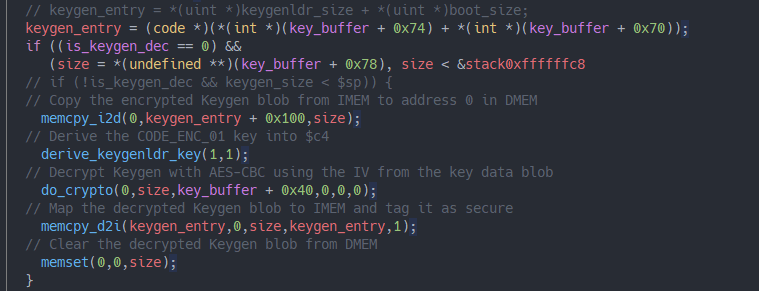 // keygen_entry = *(uint *)keygenldr_size + *(uint *)boot_size;
keygen_entry = (code *)(*(int *)(key_buffer + 0x74) + *(int *)(key_buffer + 0x70));
if ((is_keygen_dec == 0) &&
(size = *(undefined **)(key_buffer + 0x78), size < &stack0xffffffc8
// if (!is_keygen_dec && keygen_size < $sp)) {
// Copy the encrypted Keygen blob from IMEM to address 0 in DMEM
memcpy_i2d(0,keygen_entry + 0x100,size);
// Derive the CODE_ENC_01 key into $c4
derive_keygenldr_key(1,1);
// Decrypt Keygen with AES-CBC using the IV from the key data blob
do_crypto(0,size,key_buffer + 0x40,0,0,0);
// Map the decrypted Keygen blob to IMEM and tag it as secure
memcpy_d2i(keygen_entry,0,size,keygen_entry,1);
// Clear the decrypted Keygen blob from DMEM
memset(0,0,size);
}